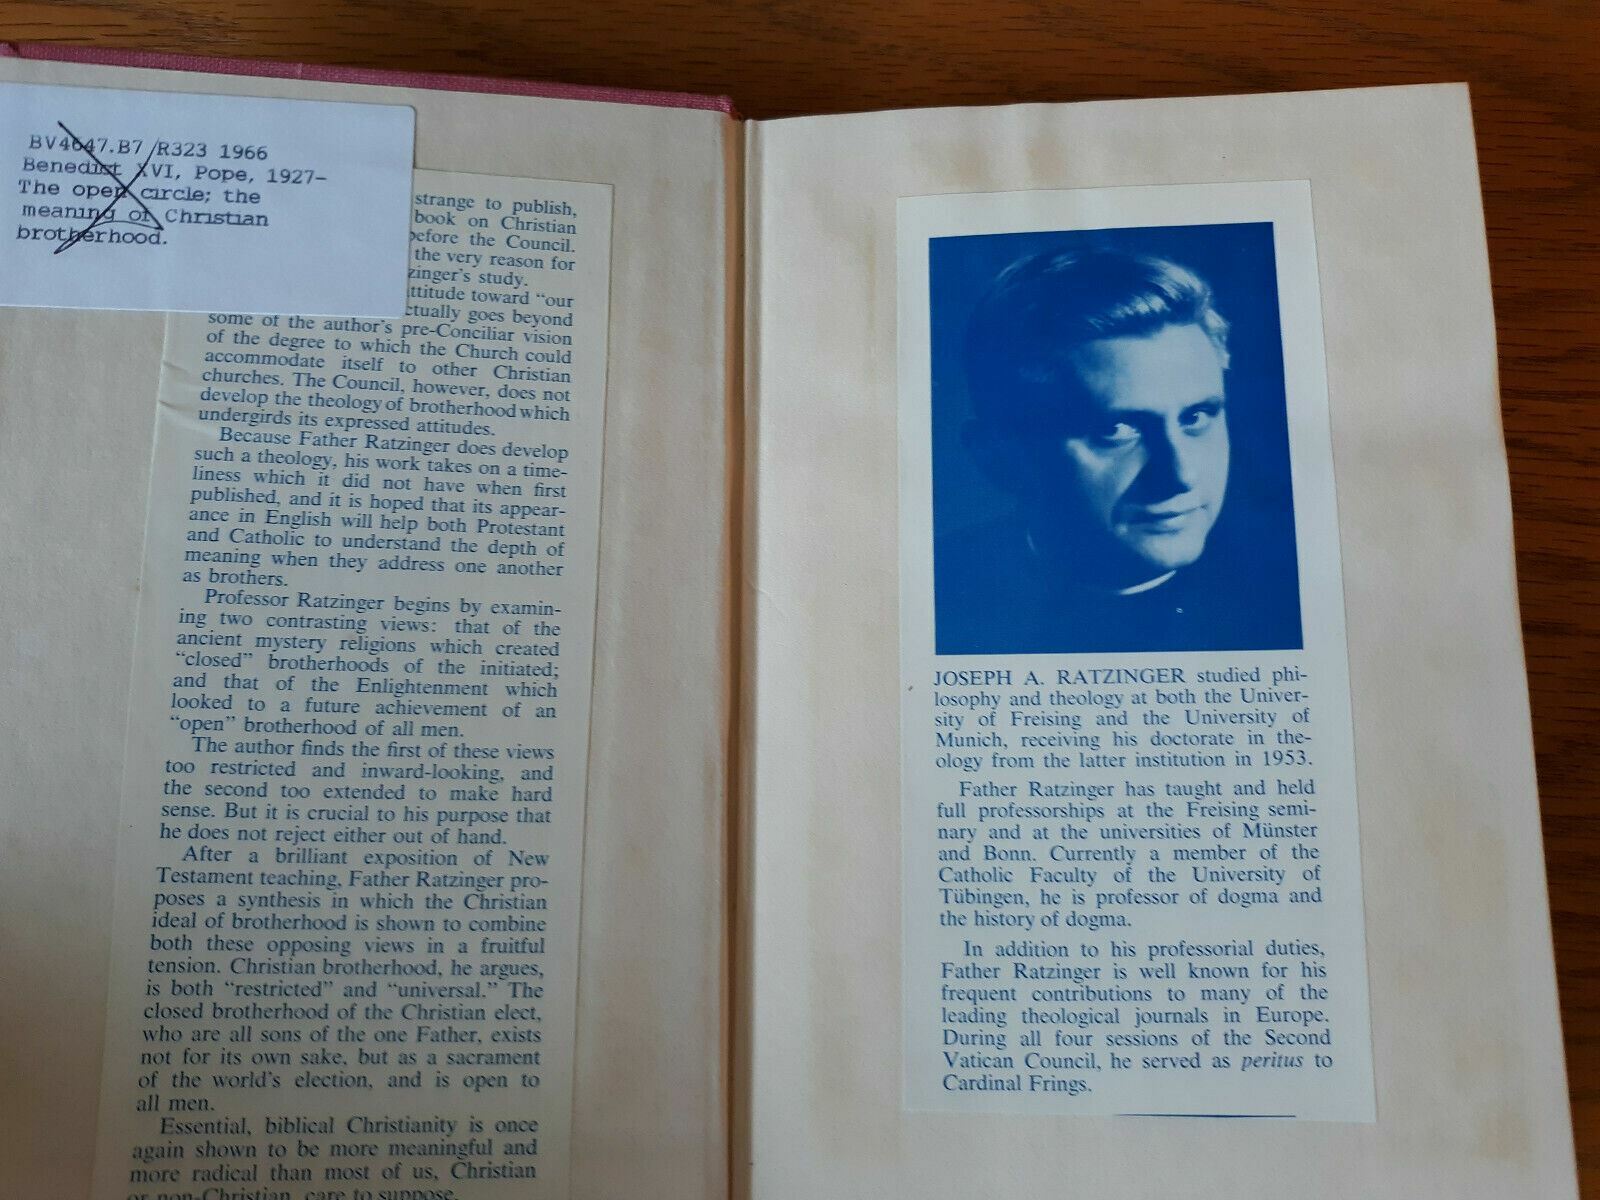 BV4647.B7 R323 1966
Benedict XVI, Pope, 1927-
The open circle; the
meaning of Christian
brotherhood.
strange to publish,
book on Christian
before the Council.
the very reason for
zinger's study.
ttitude toward "our
ctually goes beyond
some of the author's pre-Conciliar vision
of the degree to which the Church could
accommodate itself to other Christian
churches. The Council, however, does not
develop the theology of brotherhood which
undergirds its expressed attitudes.
Because Father Ratzinger does develop
such a theology, his work takes on a time-
liness which it did not have when first
published, and it is hoped that its appear-
ance in English will help both Protestant
and Catholic to understand the depth of
meaning when they address one another
as brothers.
Professor Ratzinger begins by examin-
ing two contrasting views: that of the
ancient mystery religions which created
"closed" brotherhoods of the initiated;
and that of the Enlightenment which
looked to a future achievement of an
"open" brotherhood of all men.
The author finds the first of these views
too restricted and inward-looking, and
the second too extended to make hard
sense. But it is crucial to his purpose that
he does not reject either out of hand.
After a brilliant exposition of New
Testament teaching, Father Ratzinger pro-
poses a synthesis in which the Christian
ideal of brotherhood is shown to combine
both these opposing views in a fruitful
tension. Christian brotherhood, he argues,
is both "restricted" and "universal." The
closed brotherhood of the Christian elect,
who are all sons of the one Father, exists
not for its own sake, but as a sacrament
of the world's election, and is open to
all men.
Essential, biblical Christianity is once
again shown to be more meaningful and
more radical than most of us, Christian
or non-Christian, care to suppose.
JOSEPH A. RATZINGER studied phi-
losophy and theology at both the Univer-
sity of Freising and the University of
Munich, receiving his doctorate in the-
ology from the latter institution in 1953.
Father Ratzinger has taught and held
full professorships at the Freising semi-
nary and at the universities of Münster
and Bonn. Currently a member of the
Catholic Faculty of the University of
Tübingen, he is professor of dogma and
the history of dogma.
In addition to his professorial duties,
Father Ratzinger is well known for his
frequent contributions to many of the
leading theological journals in Europe.
During all four sessions of the Second
Vatican Council, he served as peritus to
Cardinal Frings.